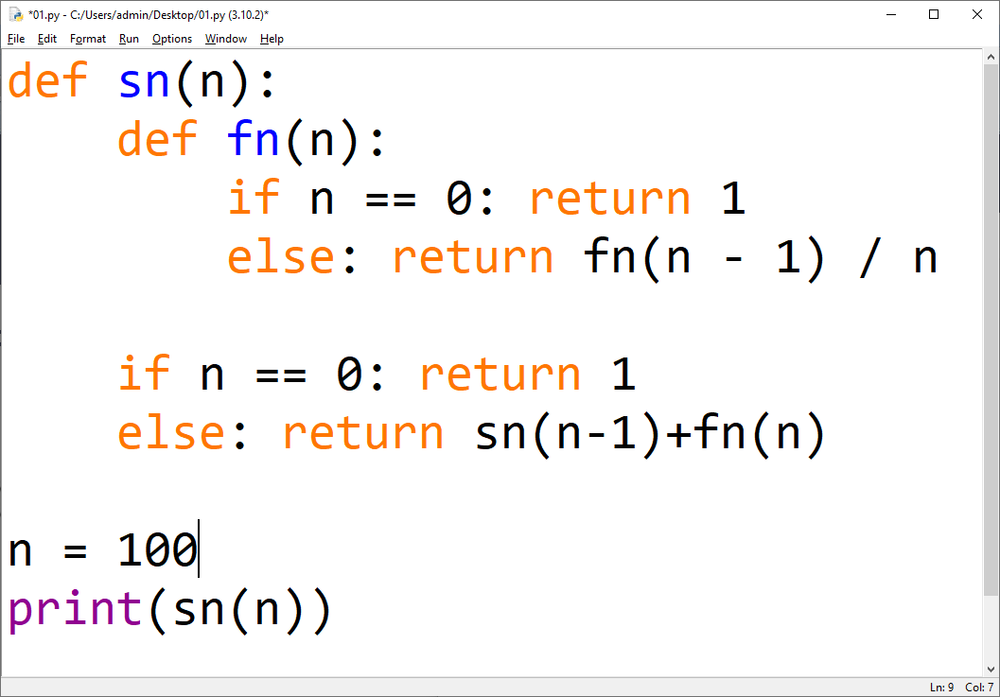 *01.py - C:/Users/admin/Desktop/01.py (3.10.2)*
File Edit Format Run Options Window Help
def sn(n):
    def fn(n):
        if n == 0: return 1
        else: return fn(n - 1) / n

    if n == 0: return 1
    else: return sn(n-1)+fn(n)

n = 100
print(sn(n))
Ln: 9 Col: 7